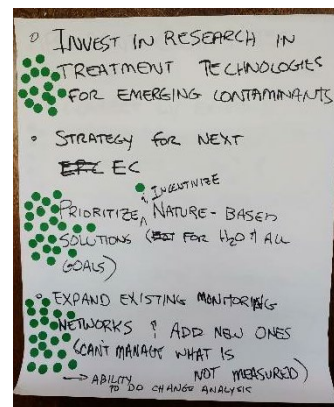 INVEST IN RESEARCH IN
TREATMENT TECHNOLOGIES
FOR EMERGING CONTAMINANTS
STRATEGY FOR NEXT
EC
& INCENTIVIZE
PRIORITIZE ^ NATURE-BASED
SOLUTIONS (FOR H2O & ALL
GOALS)
EXPAND EXISTING MONITORING
NETWORKS & ADD NEW ONES
(CAN'T MANAGE WHAT IS
NOT MEASURED)
→ ABILITY
TO DO CHANGE ANALYSIS